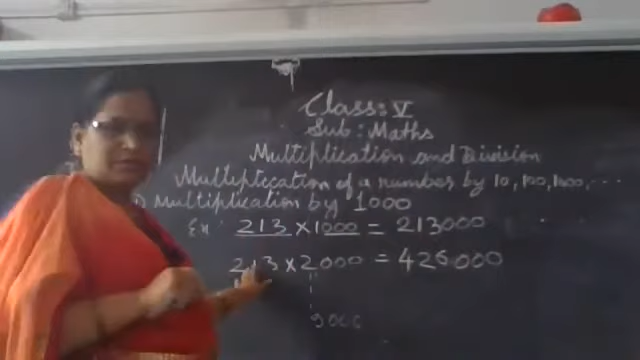 Class: V
Sub: Maths
Multiplication and Division
Multiplication of a number by 10, 100, 1000, ...
1) Multiplication by 1000
Ex: 213 × 1000 = 213000
213 × 2000 = 426000